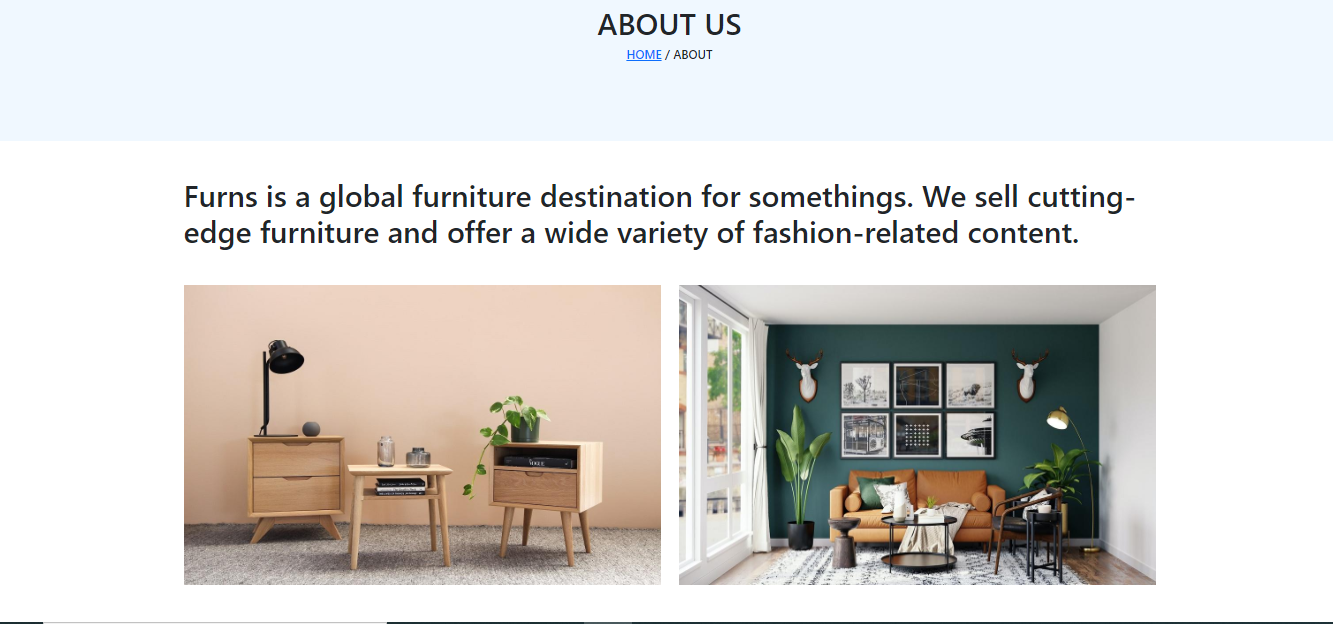 ABOUT US
HOME / ABOUT
Furns is a global furniture destination for somethings. We sell cutting-
edge furniture and offer a wide variety of fashion-related content.
VOGUE